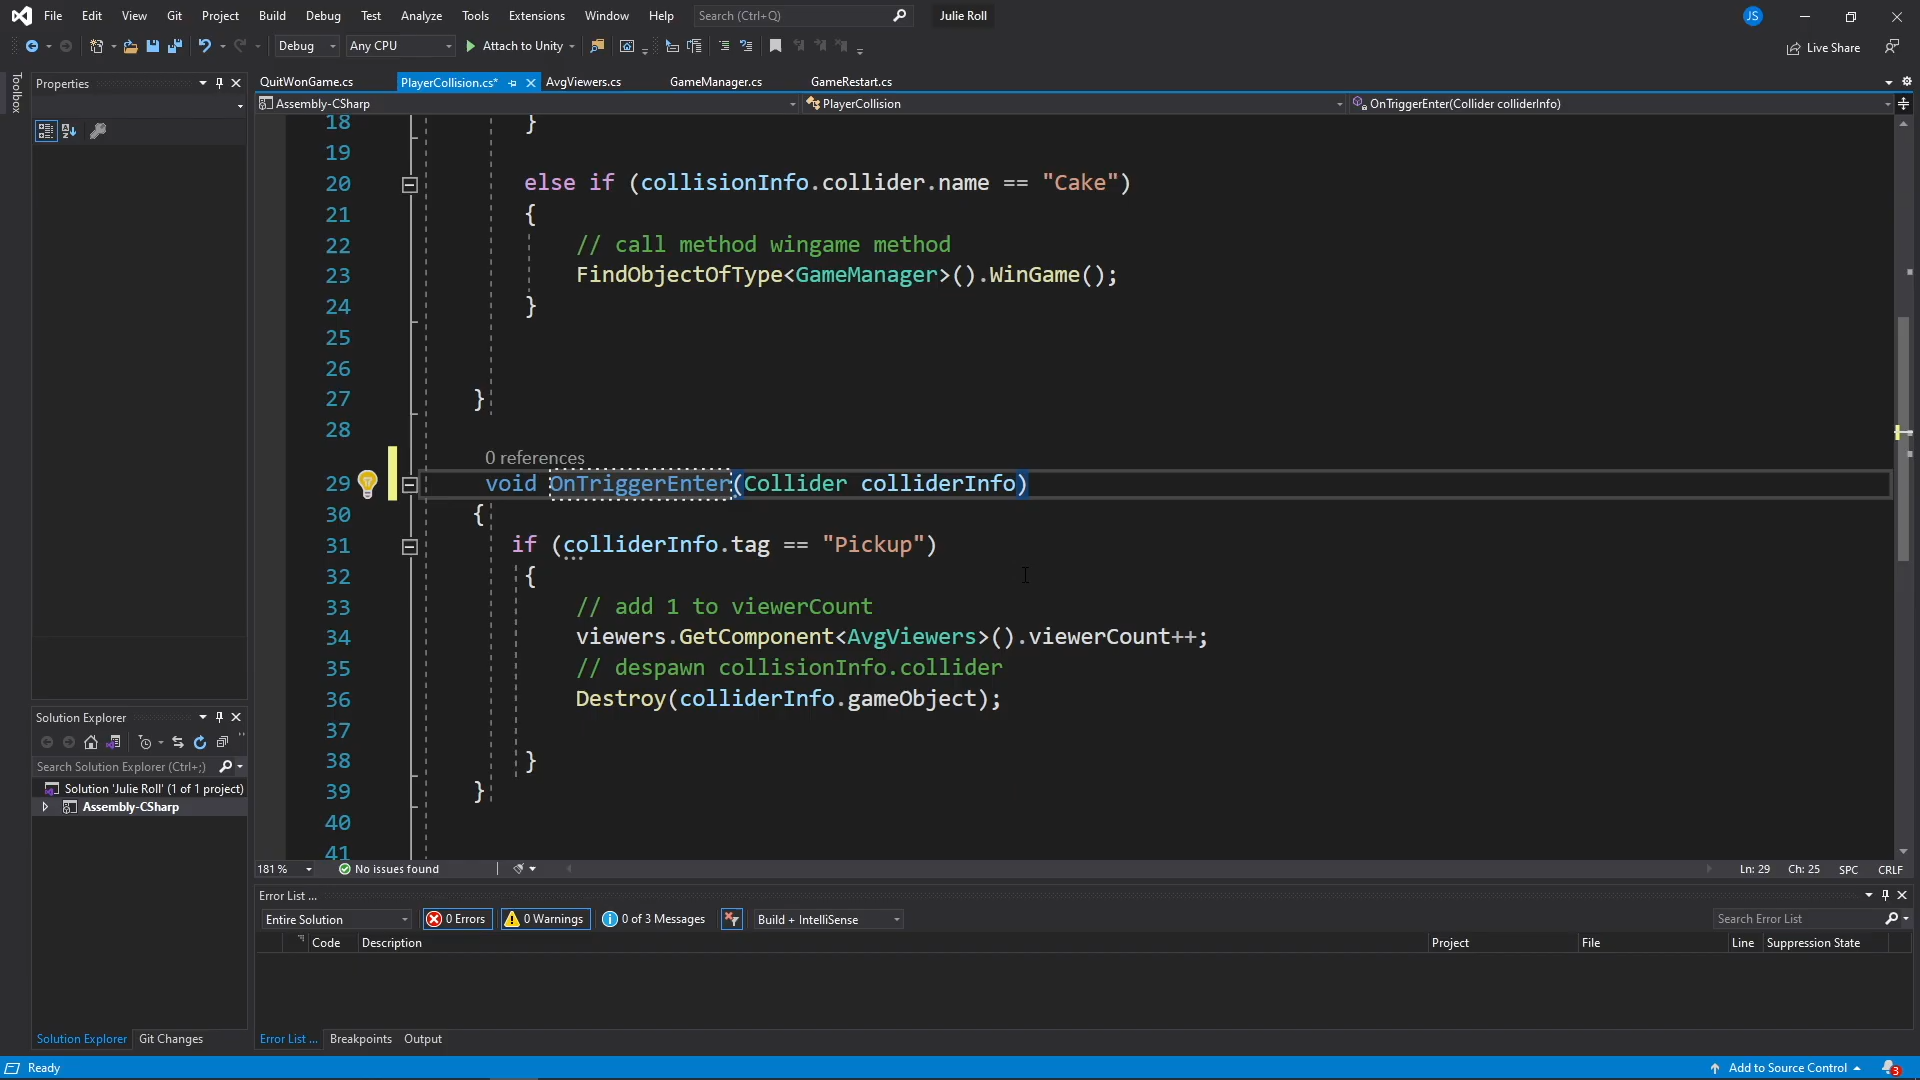 File Edit View Git Project Build Debug Test Analyze Tools Extensions Window Help Search (Ctrl+Q) Julie Roll JS
Debug Any CPU Attach to Unity Live Share
Toolbox
Properties
QuitWonGame.cs PlayerCollision.cs* AvgViewers.cs GameManager.cs GameRestart.cs
Assembly-CSharp PlayerCollision OnTriggerEnter(Collider colliderInfo)
18 }
19
20 else if (collisionInfo.collider.name == "Cake")
21 {
22 // call method wingame method
23 FindObjectOfType<GameManager>().WinGame();
24 }
25
26
27 }
28
0 references
29 void OnTriggerEnter(Collider colliderInfo)
30 {
31 if (colliderInfo.tag == "Pickup")
32 {
33 // add 1 to viewerCount
34 viewers.GetComponent<AvgViewers>().viewerCount++;
35 // despawn collisionInfo.collider
36 Destroy(colliderInfo.gameObject);
37
38 }
39 }
40
41
181 % No issues found Ln: 29 Ch: 25 SPC CRLF
Solution Explorer
Search Solution Explorer (Ctrl+;)
Solution 'Julie Roll' (1 of 1 project)
Assembly-CSharp
Solution Explorer Git Changes
Error List ...
Entire Solution 0 Errors 0 Warnings 0 of 3 Messages Build + IntelliSense Search Error List
Code Description Project File Line Suppression State
Error List ... Breakpoints Output
Ready Add to Source Control 3